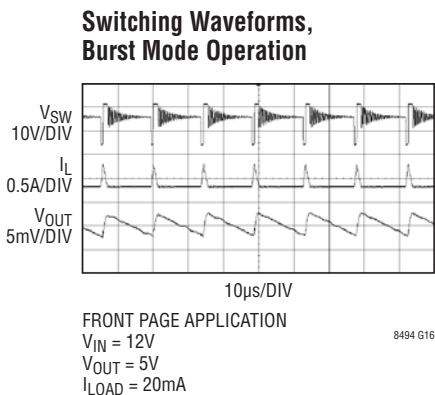 Switching Waveforms,
Burst Mode Operation
VSW
10V/DIV
IL
0.5A/DIV
VOUT
5mV/DIV
10µs/DIV
FRONT PAGE APPLICATION
VIN = 12V
VOUT = 5V
ILOAD = 20mA
8494 G16